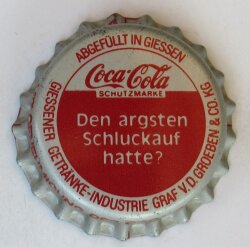 ABGEFÜLLT IN GIESSEN
Coca-Cola
SCHUTZMARKE
Den argsten
Schluckauf
hatte?
GIESSENER GETRÄNKE-INDUSTRIE GRAF V.D. GROEBEN & CO. KG